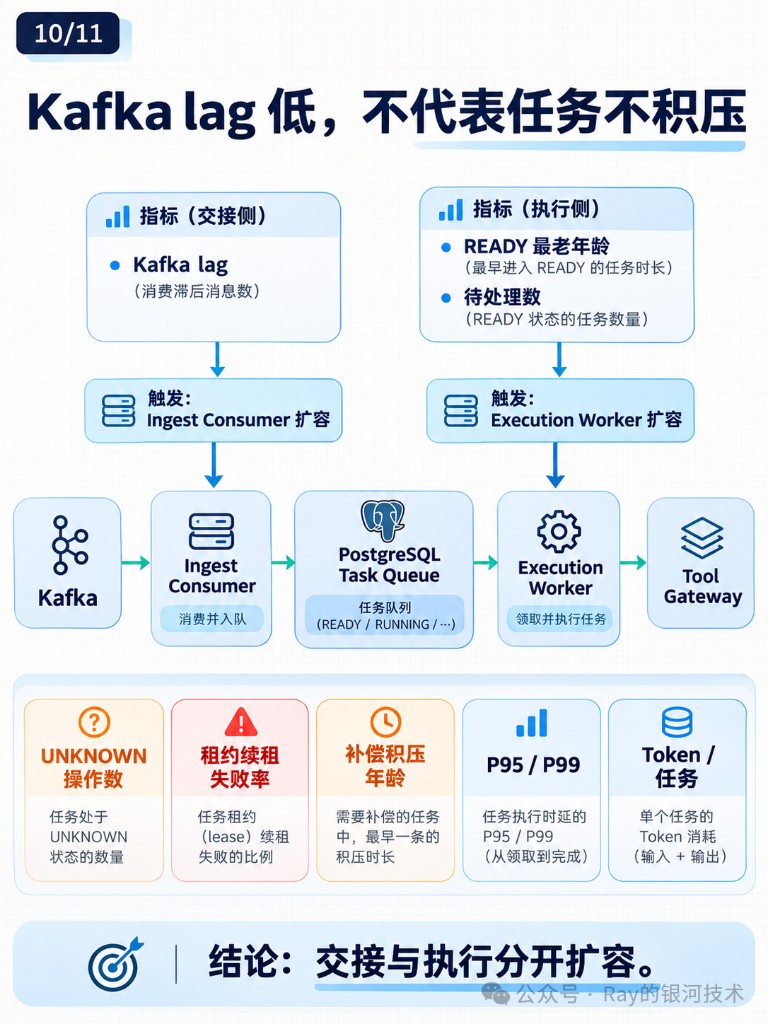 10/11
Kafka lag 低，不代表任务不积压
指标（交接侧）
Kafka lag
（消费滞后消息数）
指标（执行侧）
READY 最老年龄
（最早进入 READY 的任务时长）
待处理数
（READY 状态的任务数量）
触发：
Ingest Consumer 扩容
触发：
Execution Worker 扩容
Kafka
Ingest
Consumer
消费并入队
PostgreSQL
Task Queue
任务队列
（READY / RUNNING / …）
Execution
Worker
领取并执行任务
Tool
Gateway
UNKNOWN
操作数
任务处于
UNKNOWN
状态的数量
租约续租
失败率
任务租约
（lease）续租
失败的比例
补偿积压
年龄
需要补偿的任务
中，最早一条的
积压时长
P95 / P99
任务执行时延的
P95 / P99
（从领取到完成）
Token /
任务
单个任务的
Token 消耗
（输入 + 输出）
结论：交接与执行分开扩容。
公众号 · Ray的银河技术